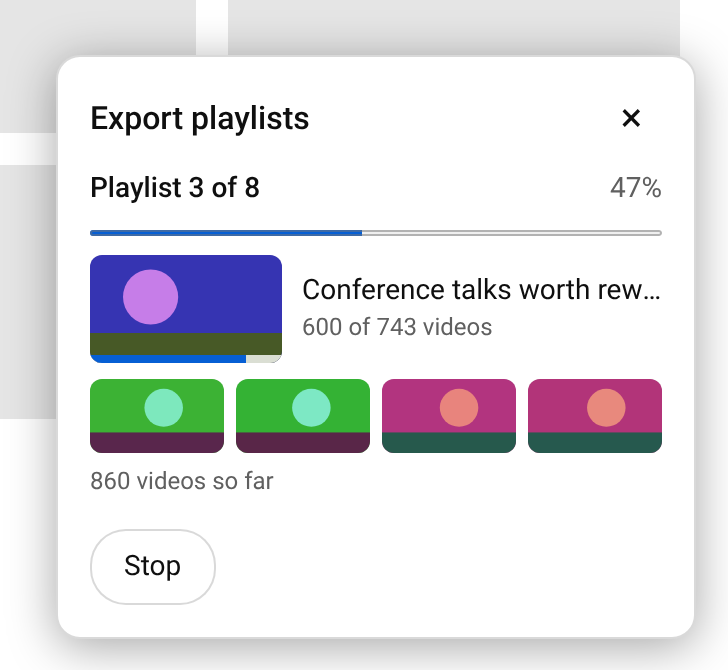 Export playlists
Playlist 3 of 8
47%
Conference talks worth rew...
600 of 743 videos
860 videos so far
Stop